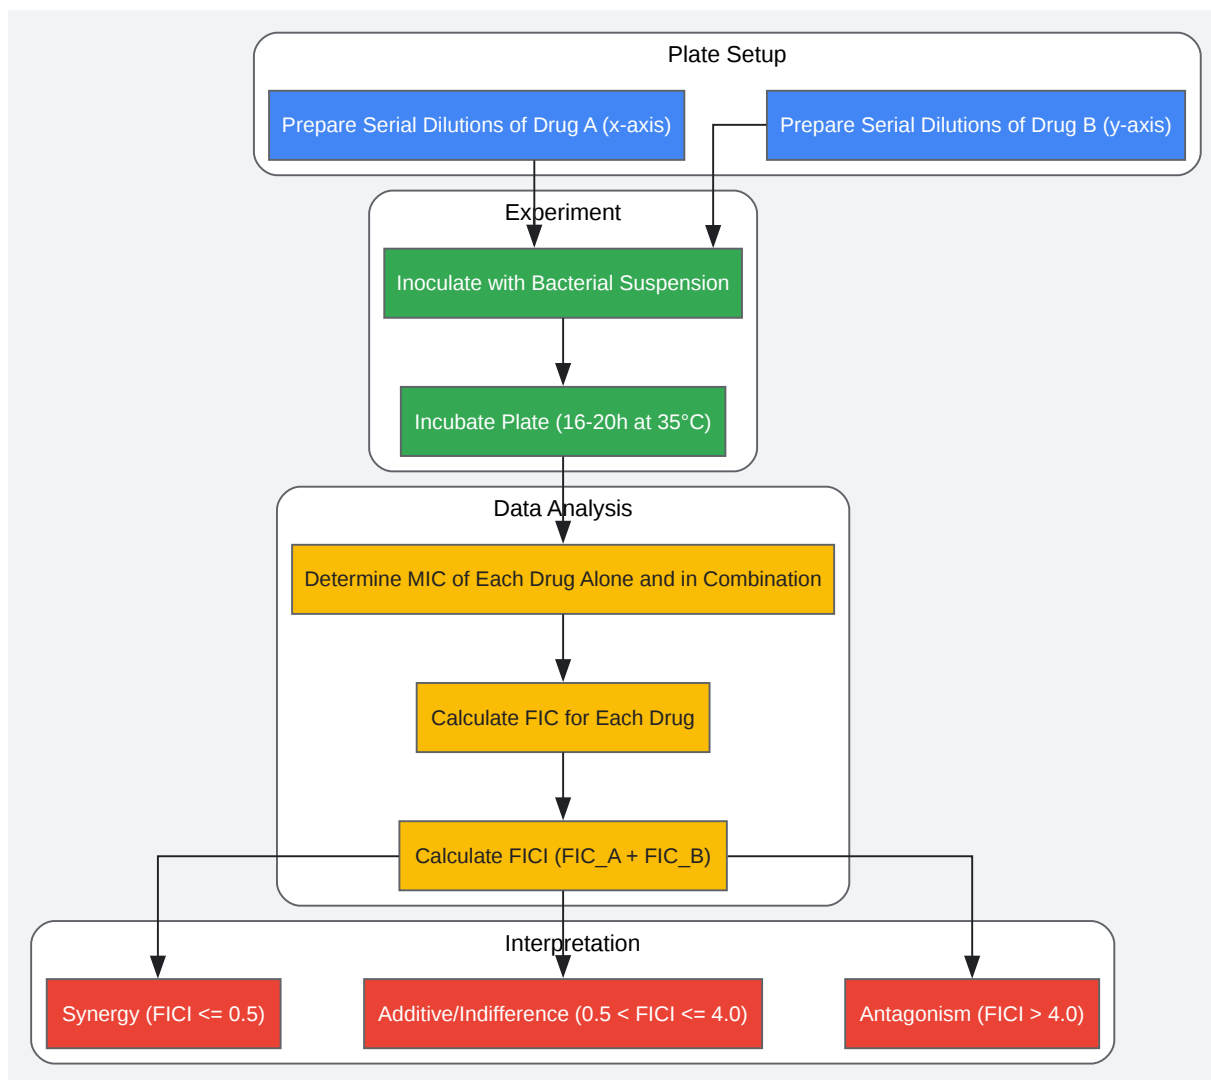 Plate Setup
Prepare Serial Dilutions of Drug A (x-axis)
Prepare Serial Dilutions of Drug B (y-axis)
Experiment
Inoculate with Bacterial Suspension
Incubate Plate (16-20h at 35°C)
Data Analysis
Determine MIC of Each Drug Alone and in Combination
Calculate FIC for Each Drug
Calculate FICI (FIC_A + FIC_B)
Interpretation
Synergy (FICI <= 0.5)
Additive/Indifference (0.5 < FICI <= 4.0)
Antagonism (FICI > 4.0)